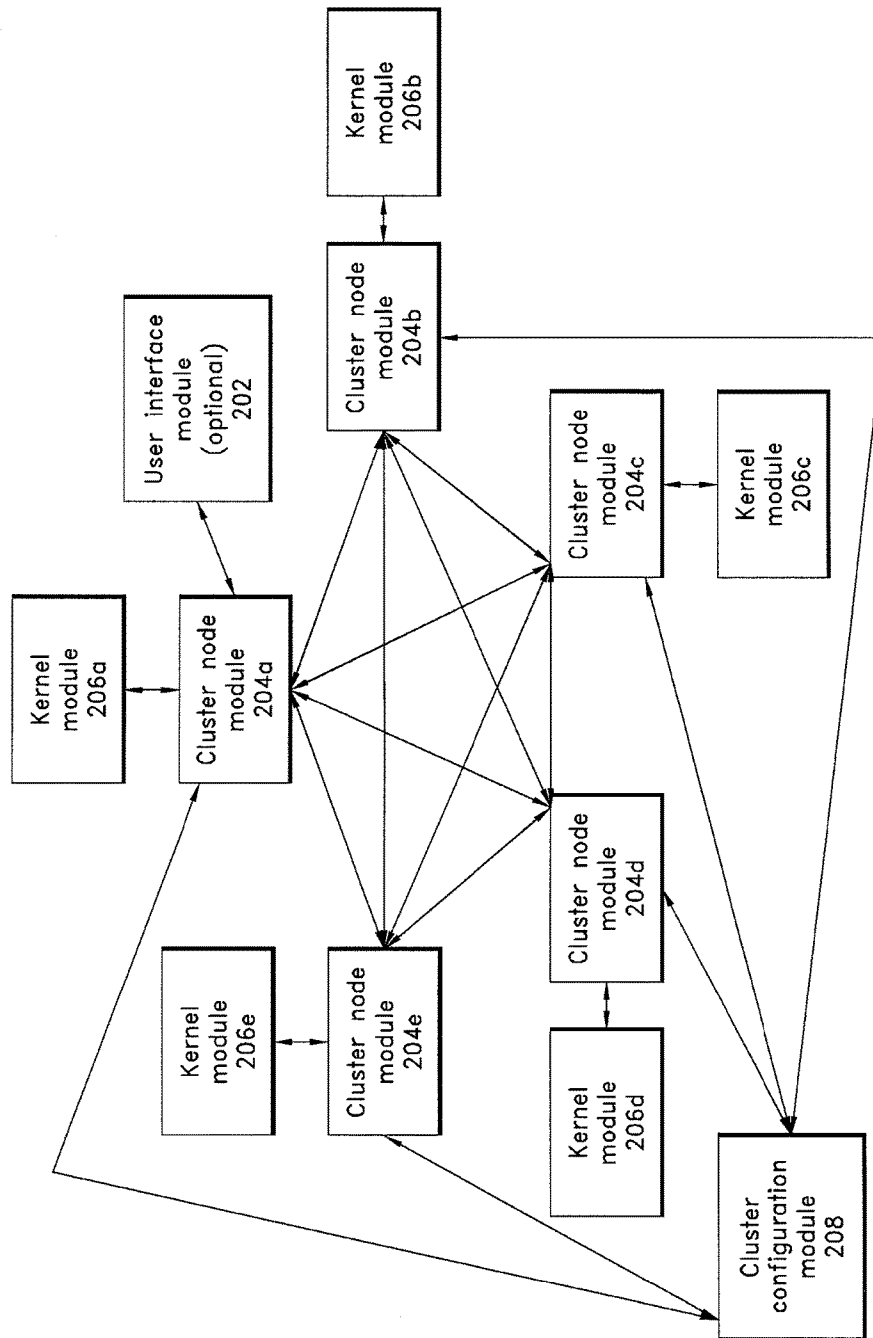 Kernel
module
206a
User interface
module
(optional)
202
Cluster node
module
204a
Kernel
module
206e
Kernel
module
206b
Cluster node
module
204e
Cluster node
module
204b
Kernel
module
206d
Cluster node
module
204d
Cluster node
module
204c
Kernel
module
206c
Cluster
configuration
module
208